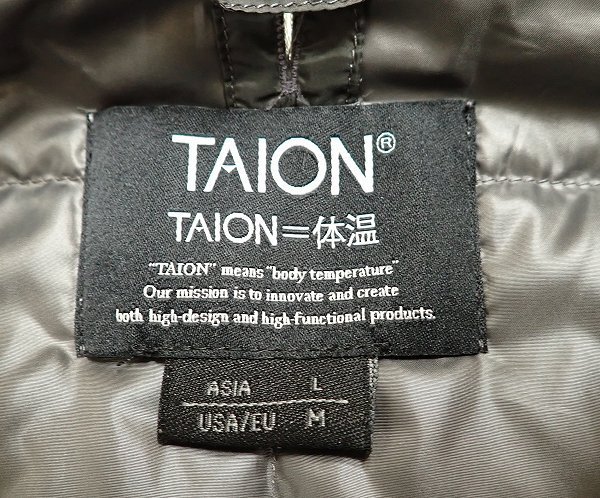 TAION®
TAION=体温
"TAION" means "body temperature"
Our mission is to innovate and create
both high-design and high-functional products.
ASIA L
USA/EU M